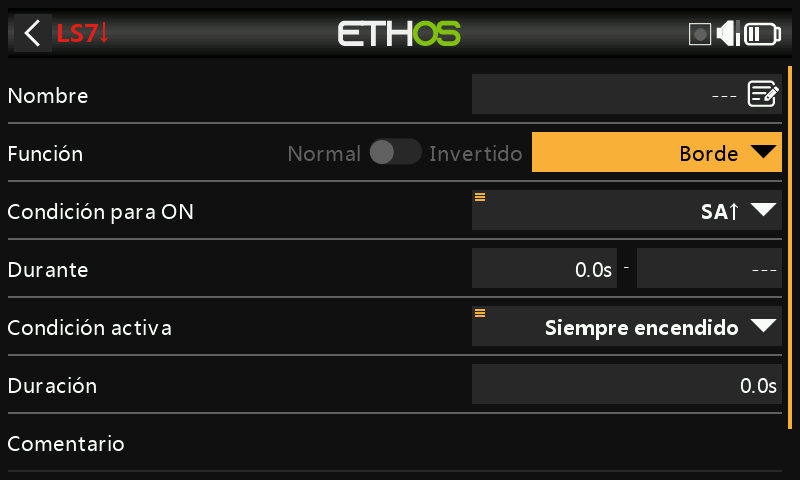 LS7↓ ETHOS
Nombre ---
Función Normal Invertido Borde
Condición para ON SA↑
Durante 0.0s - ---
Condición activa Siempre encendido
Duración 0.0s
Comentario